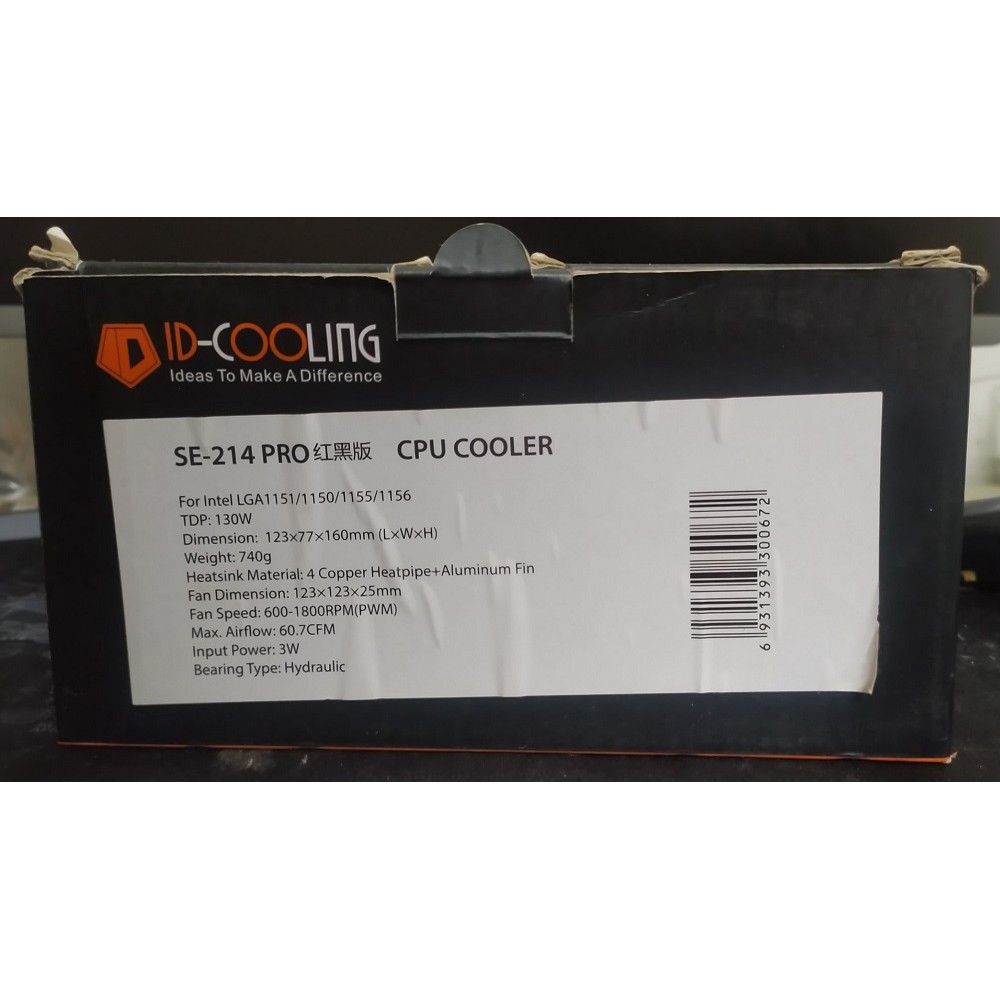 ID-COOLING
Ideas To Make A Difference
SE-214 PRO红黑版 CPU COOLER
For Intel LGA1151/1150/1155/1156
TDP: 130W
Dimension: 123×77×160mm (L×W×H)
Weight: 740g
Heatsink Material: 4 Copper Heatpipe+Aluminum Fin
Fan Dimension: 123×123×25mm
Fan Speed: 600-1800RPM(PWM)
Max. Airflow: 60.7CFM
Input Power: 3W
Bearing Type: Hydraulic
6 931393 300672